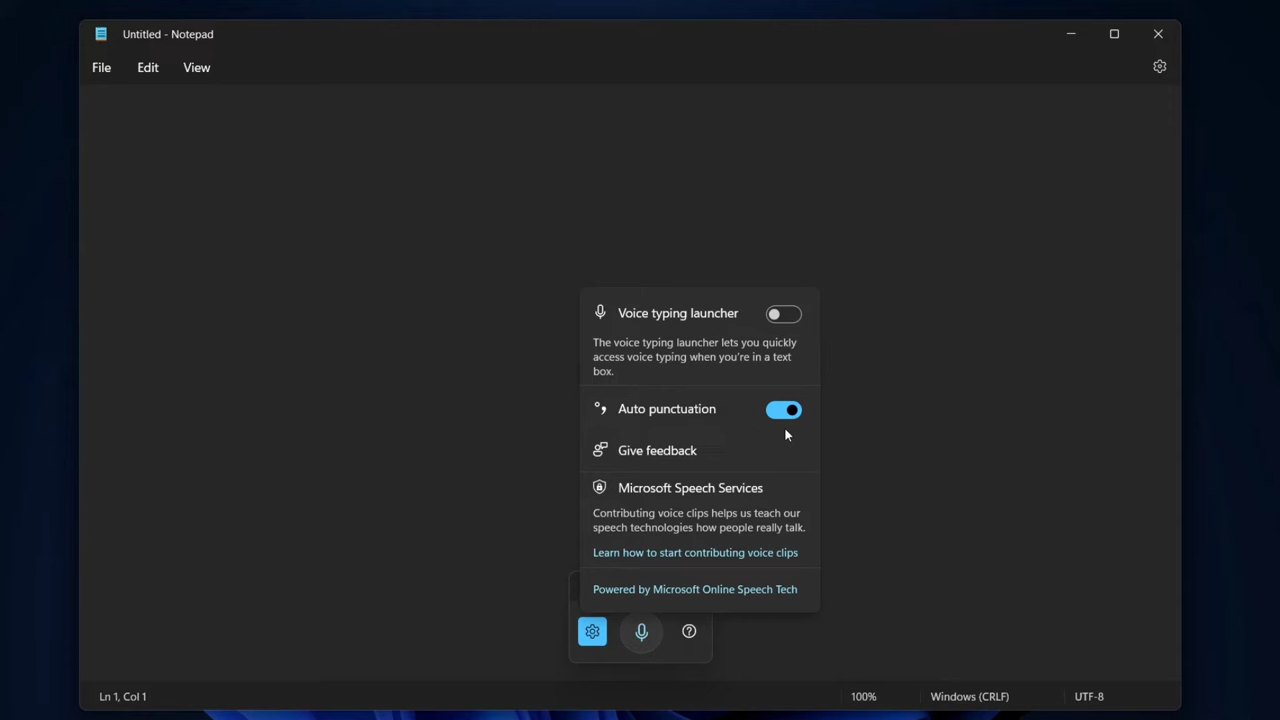 Untitled - Notepad
File Edit View
Voice typing launcher
The voice typing launcher lets you quickly
access voice typing when you're in a text
box.
Auto punctuation
Give feedback
Microsoft Speech Services
Contributing voice clips helps us teach our
speech technologies how people really talk.
Learn how to start contributing voice clips
Powered by Microsoft Online Speech Tech
Ln 1, Col 1 100% Windows (CRLF) UTF-8